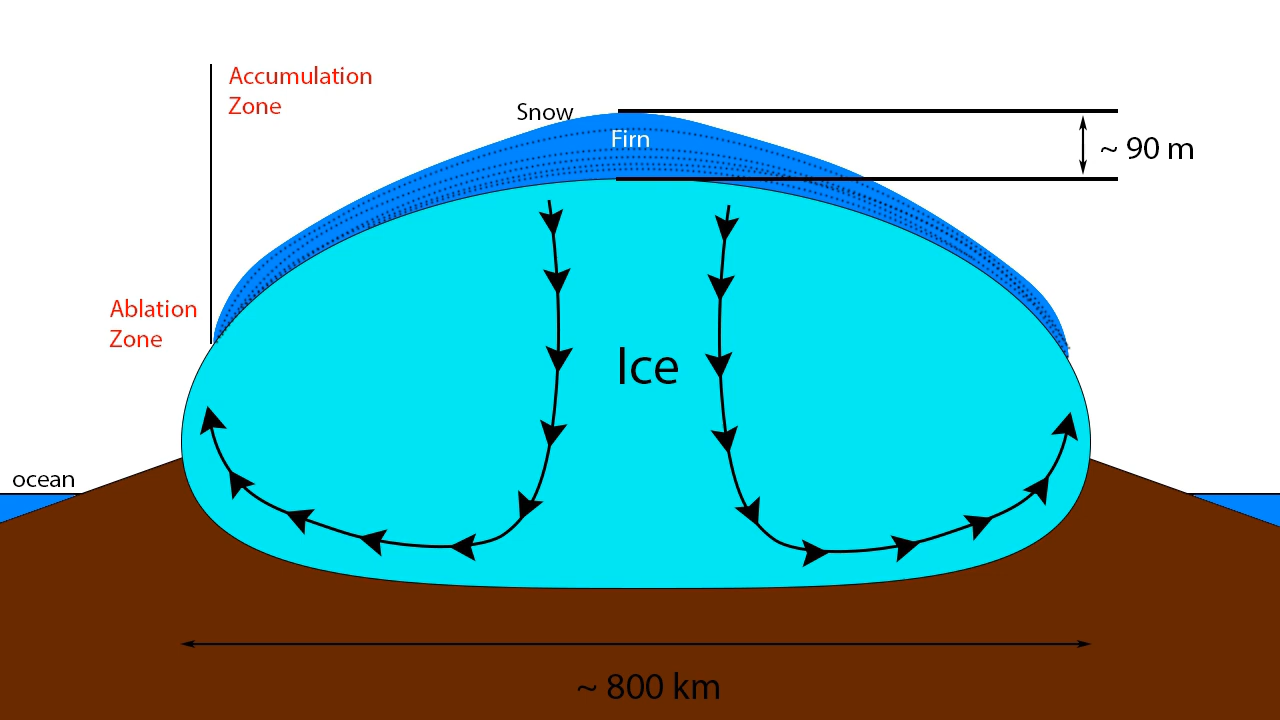 Accumulation
Zone
Snow
Firn
~ 90 m
Ablation
Zone
Ice
ocean
~ 800 km